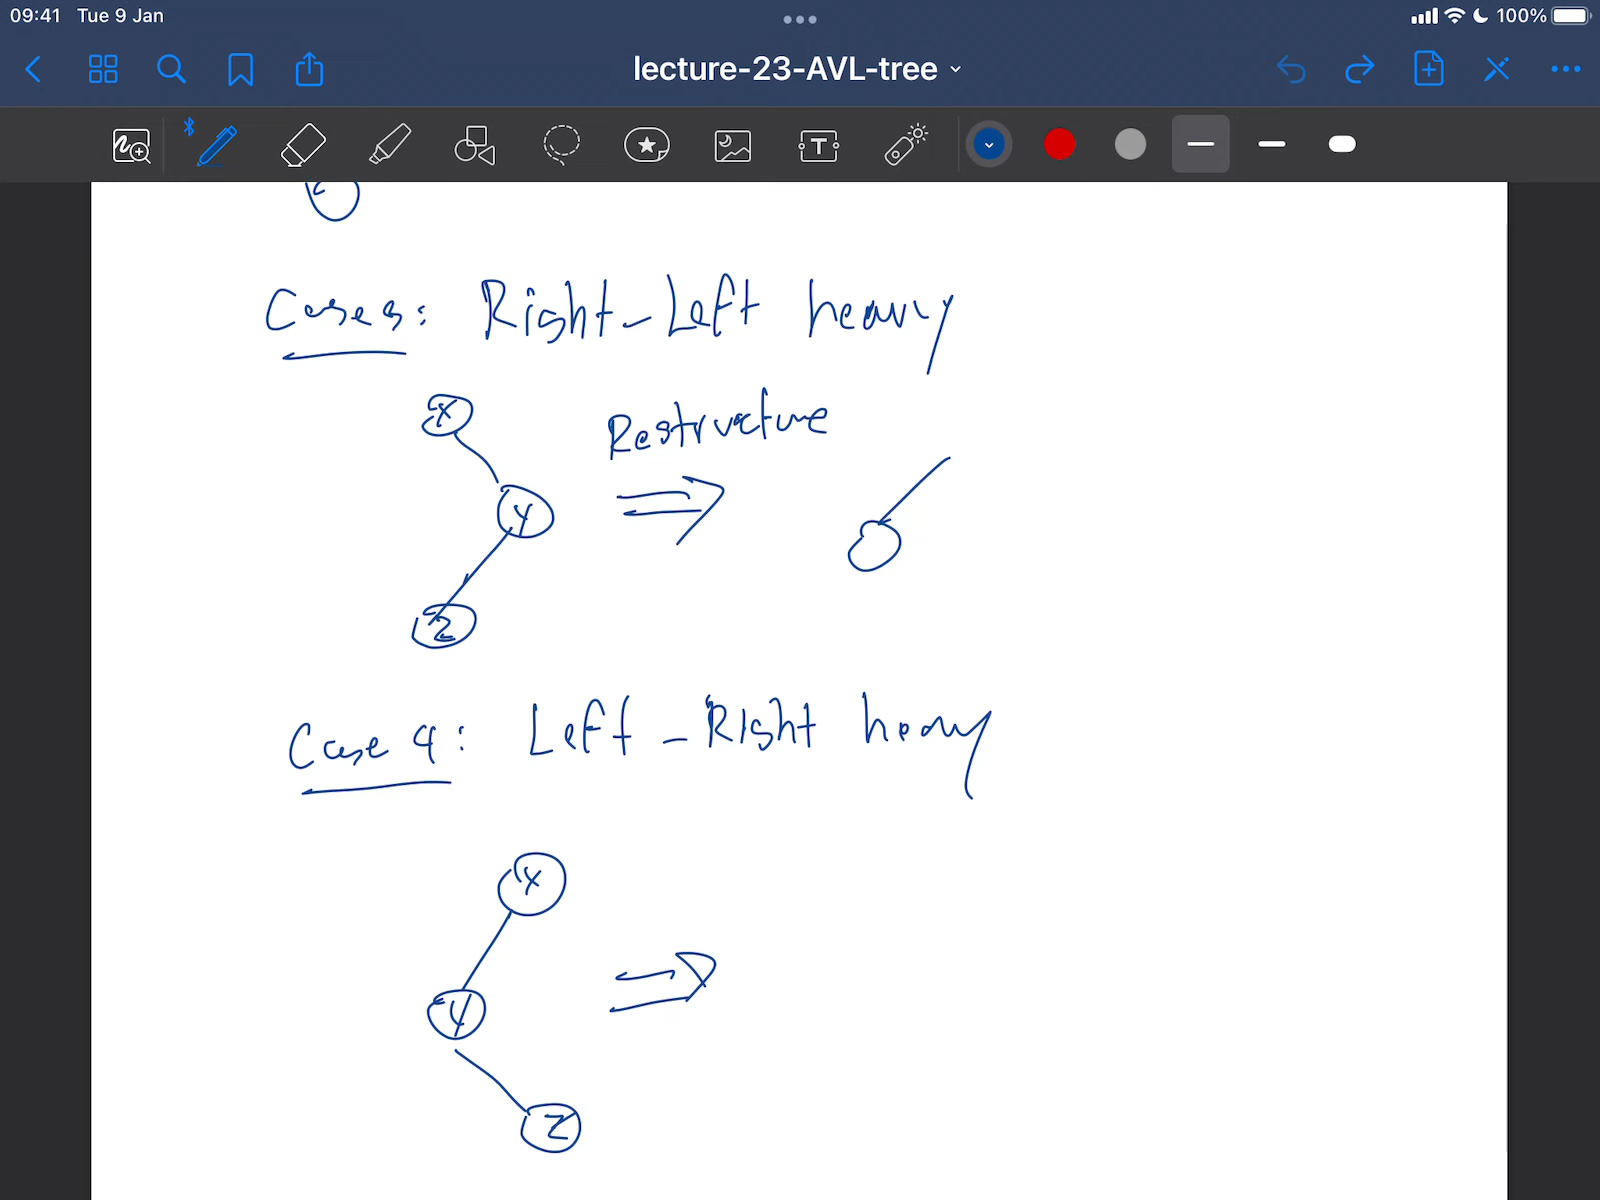 09:41 Tue 9 Jan 100%
lecture-23-AVL-tree
T
Case 3: Right-Left heavy
X
Restructure
Y
Z
Case 4: Left-Right heavy
X
Y
Z